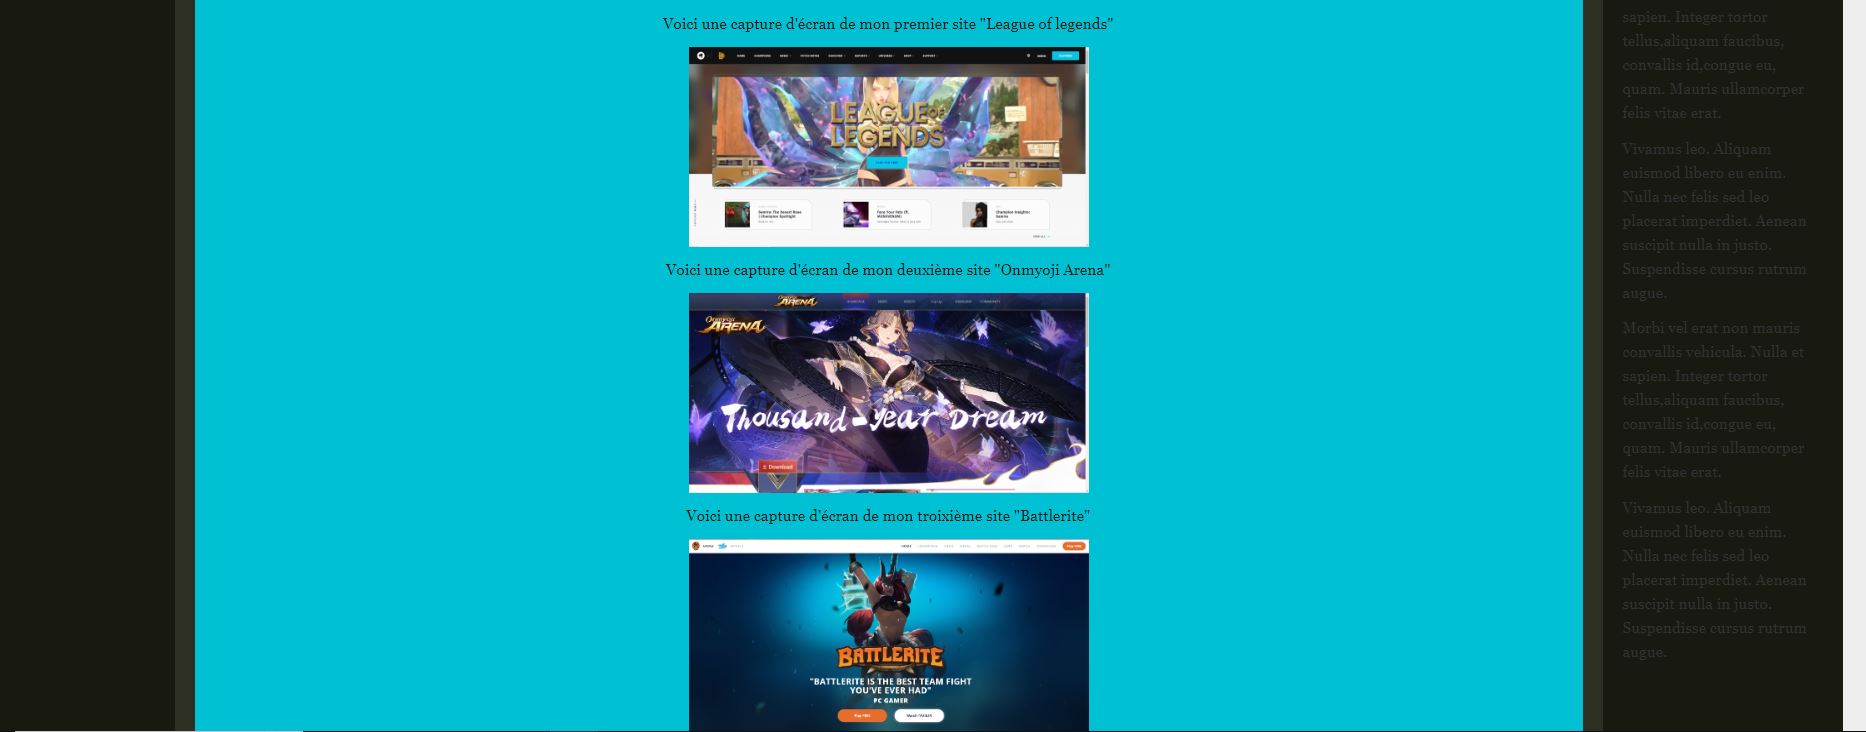 Voici une capture d'écran de mon premier site "League of legends"
LEAGUE OF
LEGENDS
Voici une capture d'écran de mon deuxième site "Onmyoji Arena"
Onmyoji
ARENA
Onmyoji
ARENA
Thousand-Year Dream
Download
Voici une capture d'écran de mon troixième site "Battlerite"
BATTLERITE
"BATTLERITE IS THE BEST TEAM FIGHT
YOU'VE EVER HAD"
PC GAMER
Play FREE
sapien. Integer tortor
tellus,aliquam faucibus,
convallis id,congue eu,
quam. Mauris ullamcorper
felis vitae erat.
Vivamus leo. Aliquam
euismod libero eu enim.
Nulla nec felis sed leo
placerat imperdiet. Aenean
suscipit nulla in justo.
Suspendisse cursus rutrum
augue.
Morbi vel erat non mauris
convallis vehicula. Nulla et
sapien. Integer tortor
tellus,aliquam faucibus,
convallis id,congue eu,
quam. Mauris ullamcorper
felis vitae erat.
Vivamus leo. Aliquam
euismod libero eu enim.
Nulla nec felis sed leo
placerat imperdiet. Aenean
suscipit nulla in justo.
Suspendisse cursus rutrum
augue.